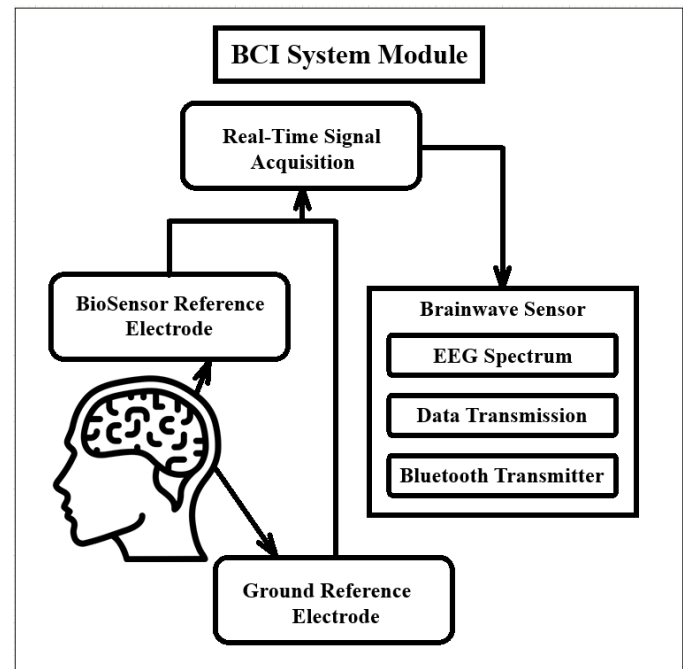 BCI System Module
Real-Time Signal
Acquisition
BioSensor Reference
Electrode
Brainwave Sensor
EEG Spectrum
Data Transmission
Bluetooth Transmitter
Ground Reference
Electrode